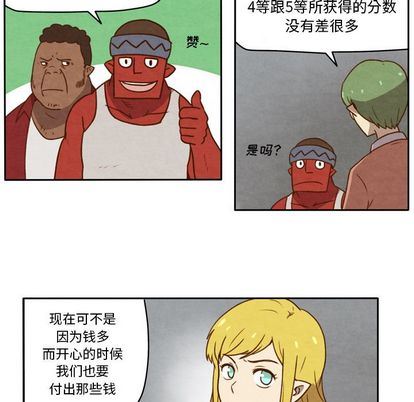 赞~
4等跟5等所获得的分数
没有差很多
是吗?
现在可不是
因为钱多
而开心的时候
我们也要
付出那些钱